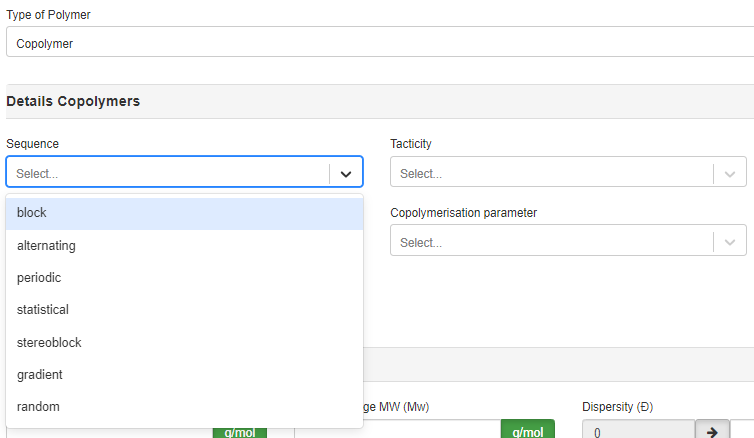 Type of Polymer
Copolymer
Details Copolymers
Sequence
Tacticity
Select...
Select...
block
Copolymerisation parameter
alternating
Select...
periodic
statistical
stereoblock
gradient
random
ge MW (Mw)
Dispersity (Đ)
g/mol
g/mol
0